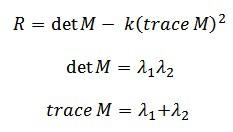 R = det M − k(trace M)²
det M = λ₁λ₂
trace M = λ₁+λ₂